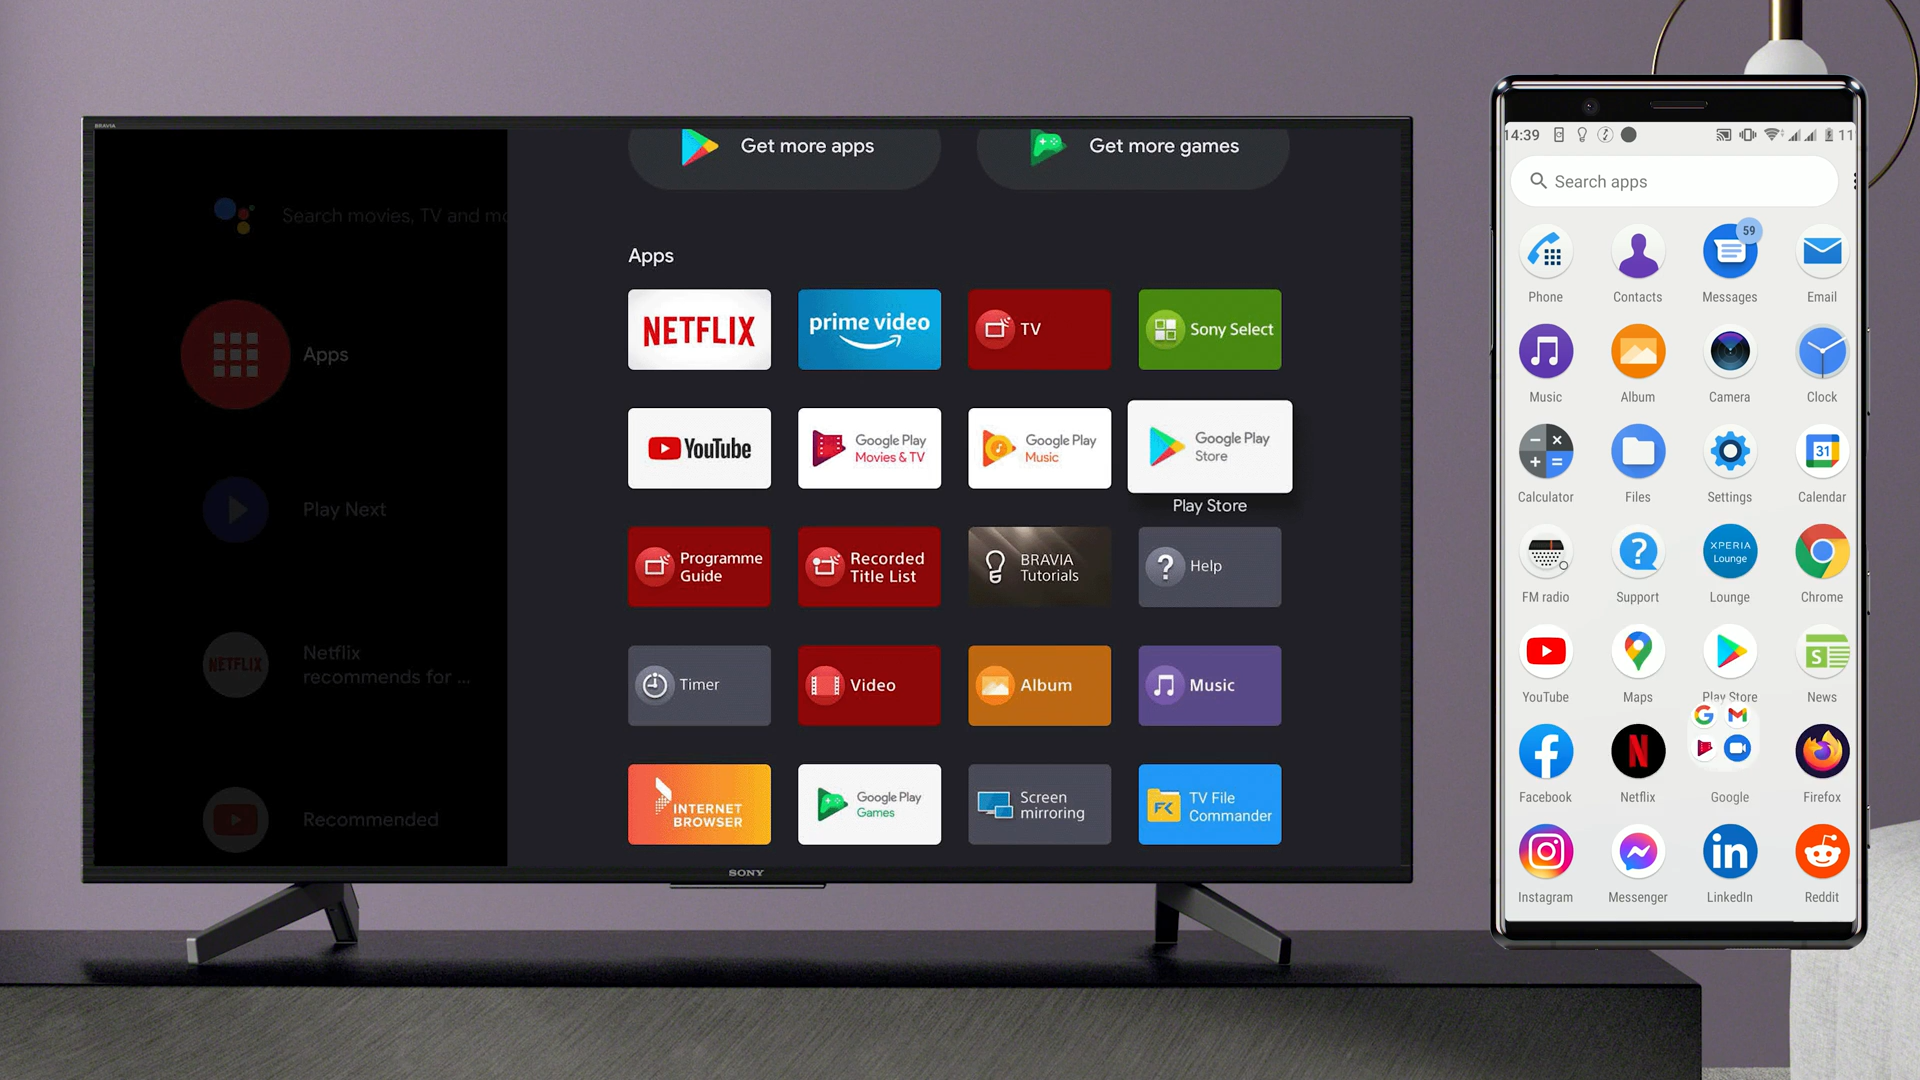 BRAVIA
Get more apps
Get more games
Search movies, TV and mo
Apps
Apps
NETFLIX
prime video
TV
Sony Select
YouTube
Google Play
Movies & TV
Google Play
Music
Google Play
Store
Play Store
Play Next
Programme
Guide
Recorded
Title List
BRAVIA
Tutorials
Help
NETFLIX
Netflix
recommends for ...
Timer
Video
Album
Music
INTERNET
BROWSER
Google Play
Games
Screen
mirroring
TV File
Commander
Recommended
SONY
14:39
11
Search apps
59
Phone
Contacts
Messages
Email
Music
Album
Camera
Clock
31
Calculator
Files
Settings
Calendar
XPERIA
Lounge
FM radio
Support
Lounge
Chrome
YouTube
Maps
Play Store
News
Facebook
Netflix
Google
Firefox
Instagram
Messenger
LinkedIn
Reddit